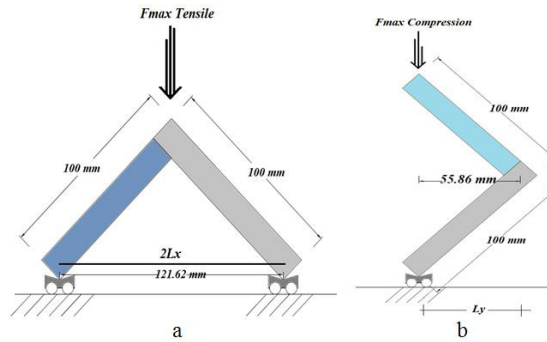 Fmax Tensile
100 mm
100 mm
2Lx
121.62 mm
a
Fmax Compression
100 mm
55.86 mm
100 mm
Ly
b